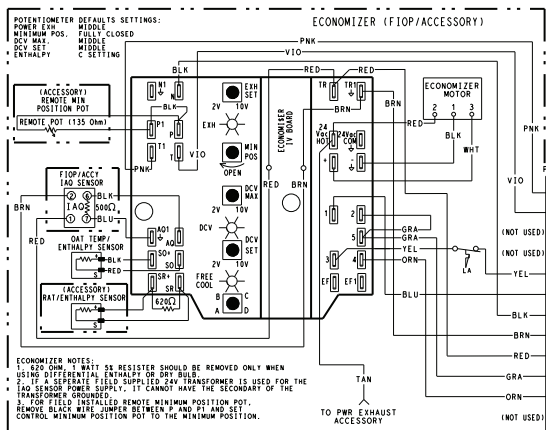 POTENTIOMETER DEFAULTS SETTINGS:
POWER EXH MIDDLE
MINIMUM POS. FULLY CLOSED
DCV MAX. MIDDLE
DCV SET MIDDLE
ENTHALPY C SETTING
ECONOMIZER (FIOP/ACCESSORY)
PNK
VIO
BLK
RED
RED
(ACCESSORY)
REMOTE MIN
POSITION POT
REMOTE POT (135 Ohm)
N1
N
BLK
P1
P
T1
T
PNK
VIO
EXH
SET
2V 10V
EXH
MIN
POS
OPEN
DCV
MAX
2V 10V
DCV
DCV
SET
2V 10V
FREE
COOL
B C
A D
ECONOMISER
IV BOARD
TR TR1
BRN
BRN
24
Vac
HOT
24Vac
COM
+ -
1 2
5
3 4
EF EF1
ECONOMIZER
MOTOR
2 1 3
RED
BLK
WHT
RED
BRN
FIOP/ACCY
IAQ SENSOR
2 6
IAQ
500Ω
1 7
BLK
BLU
BRN
RED
AQ1
AQ
OAT TEMP/
ENTHALPY SENSOR
+
S
BLK
RED
SO+
SO
SR+
SR
(ACCESSORY)
RAT/ENTHALPY SENSOR
+
S
620Ω
GRA
GRA
YEL
ORN
BLU
LA
VIO
(NOT USED)
(NOT USED)
YEL
BLK
BRN
RED
GRA
ORN
(NOT USED)
TAN
TO PWR EXHAUST
ACCESSORY
ECONOMIZER NOTES:
1. 620 OHM, 1 WATT 5% RESISTER SHOULD BE REMOVED ONLY WHEN
USING DIFFERENTIAL ENTHALPY OR DRY BULB.
2. IF A SEPERATE FIELD SUPPLIED 24V TRANSFORMER IS USED FOR THE
IAQ SENSOR POWER SUPPLY, IT CANNOT HAVE THE SECONDARY OF THE
TRANSFORMER GROUNDED.
3. FOR FIELD INSTALLED REMOTE MINIMUM POSITION POT,
REMOVE BLACK WIRE JUMPER BETWEEN P AND P1 AND SET
CONTROL MINIMUM POSITION POT TO THE MINIMUM POSITION.